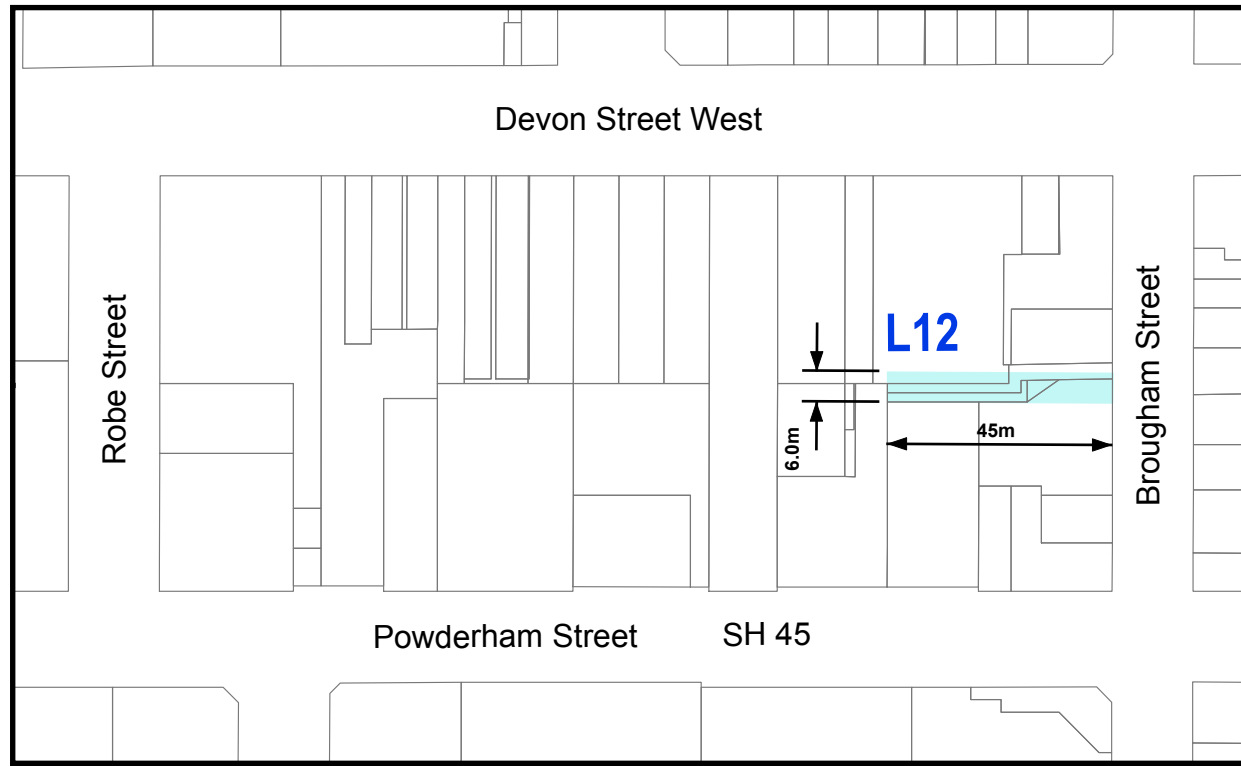 Devon Street West
Robe Street
L12
Brougham Street
6.0m
45m
Powderham Street
SH 45